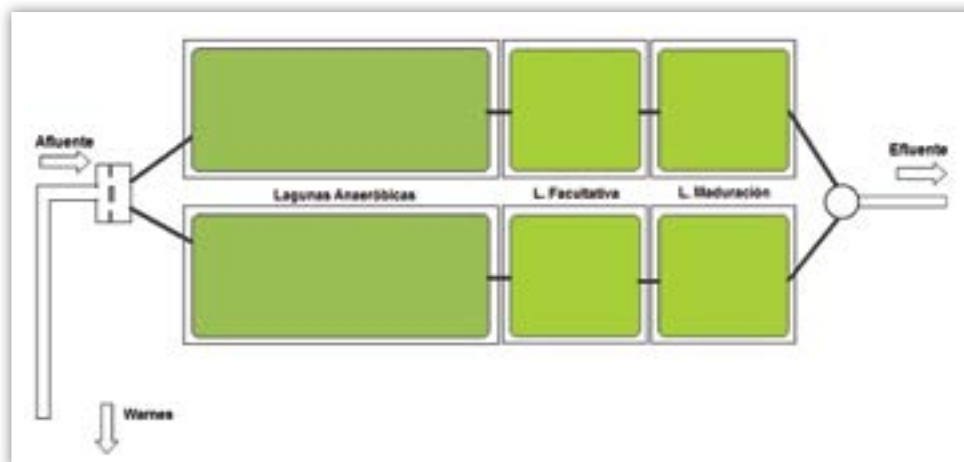 Afluente
Efluente
Lagunas Anaeróbicas
L. Facultativa
L. Maduración
Warnes